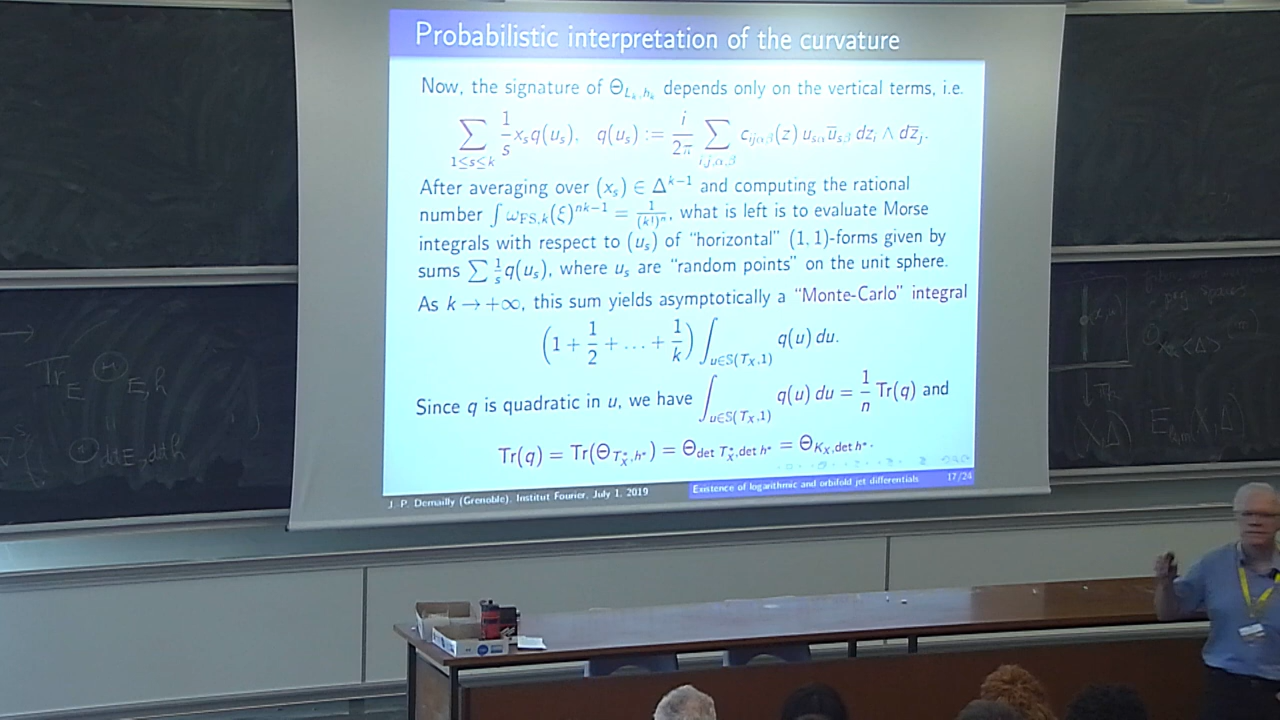 Probabilistic interpretation of the curvature
Now, the signature of Θ_{L_k,h_k} depends only on the vertical terms, i.e.
∑_{1≤s≤k} 1/s x_s q(u_s), q(u_s) := i/2π ∑_{i,j,α,β} c_{ijαβ}(z) u_{sα} ū_{sβ} dz_i ∧ dz̄_j.
After averaging over (x_s) ∈ Δ^{k−1} and computing the rational
number ∫ ω_{FS,k}(ξ)^{nk−1} = 1/(k!)^n, what is left is to evaluate Morse
integrals with respect to (u_s) of "horizontal" (1, 1)-forms given by
sums ∑ 1/s q(u_s), where u_s are "random points" on the unit sphere.
As k → +∞, this sum yields asymptotically a "Monte-Carlo" integral
(1 + 1/2 + … + 1/k) ∫_{u∈S(T_X,1)} q(u) du.
Since q is quadratic in u, we have ∫_{u∈S(T_X,1)} q(u) du = 1/n Tr(q) and
Tr(q) = Tr(Θ_{T*_X,h*}) = Θ_{det T*_X,det h*} = Θ_{K_X,det h*}.
J. P. Demailly (Grenoble), Institut Fourier, July 1, 2019
Existence of logarithmic and orbifold jet differentials
17/24
Tr_E Θ_{E,h}
Θ_{det E, det h}